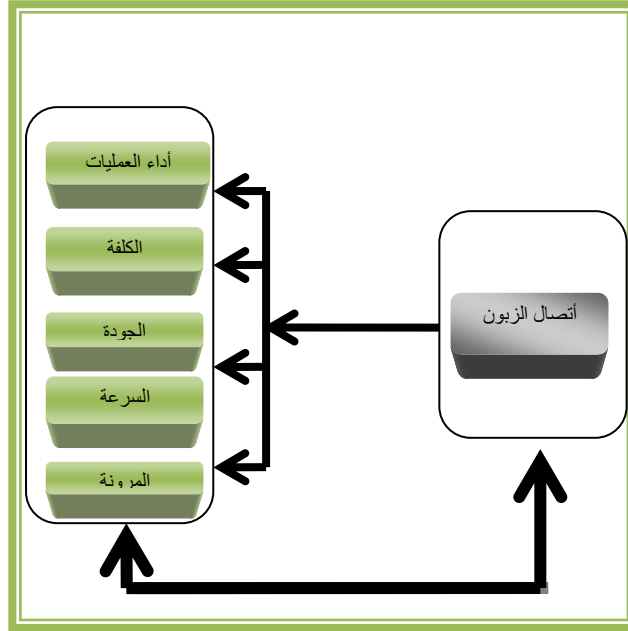 أداء العمليات
الكلفة
أتصال الزبون
الجودة
السرعة
المرونة